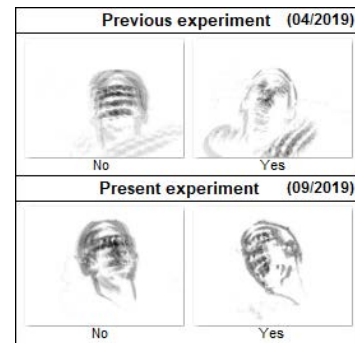 Previous experiment (04/2019)
No Yes
Present experiment (09/2019)
No Yes